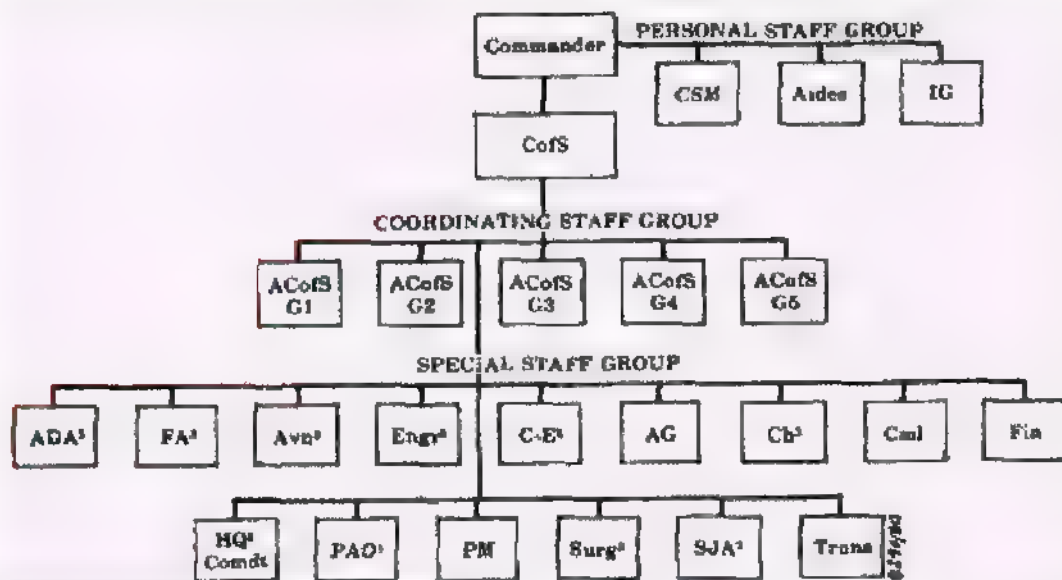 PERSONAL STAFF GROUP
Commander
CSM
Aides
IG
CofS
COORDINATING STAFF GROUP
ACofS G1
ACofS G2
ACofS G3
ACofS G4
ACofS G5
SPECIAL STAFF GROUP
ADA
FA
Avn
Engr
C-E
AG
Ch
Cml
Fin
HQ Comdt
PAO
PM
Surg
SJA
Trans